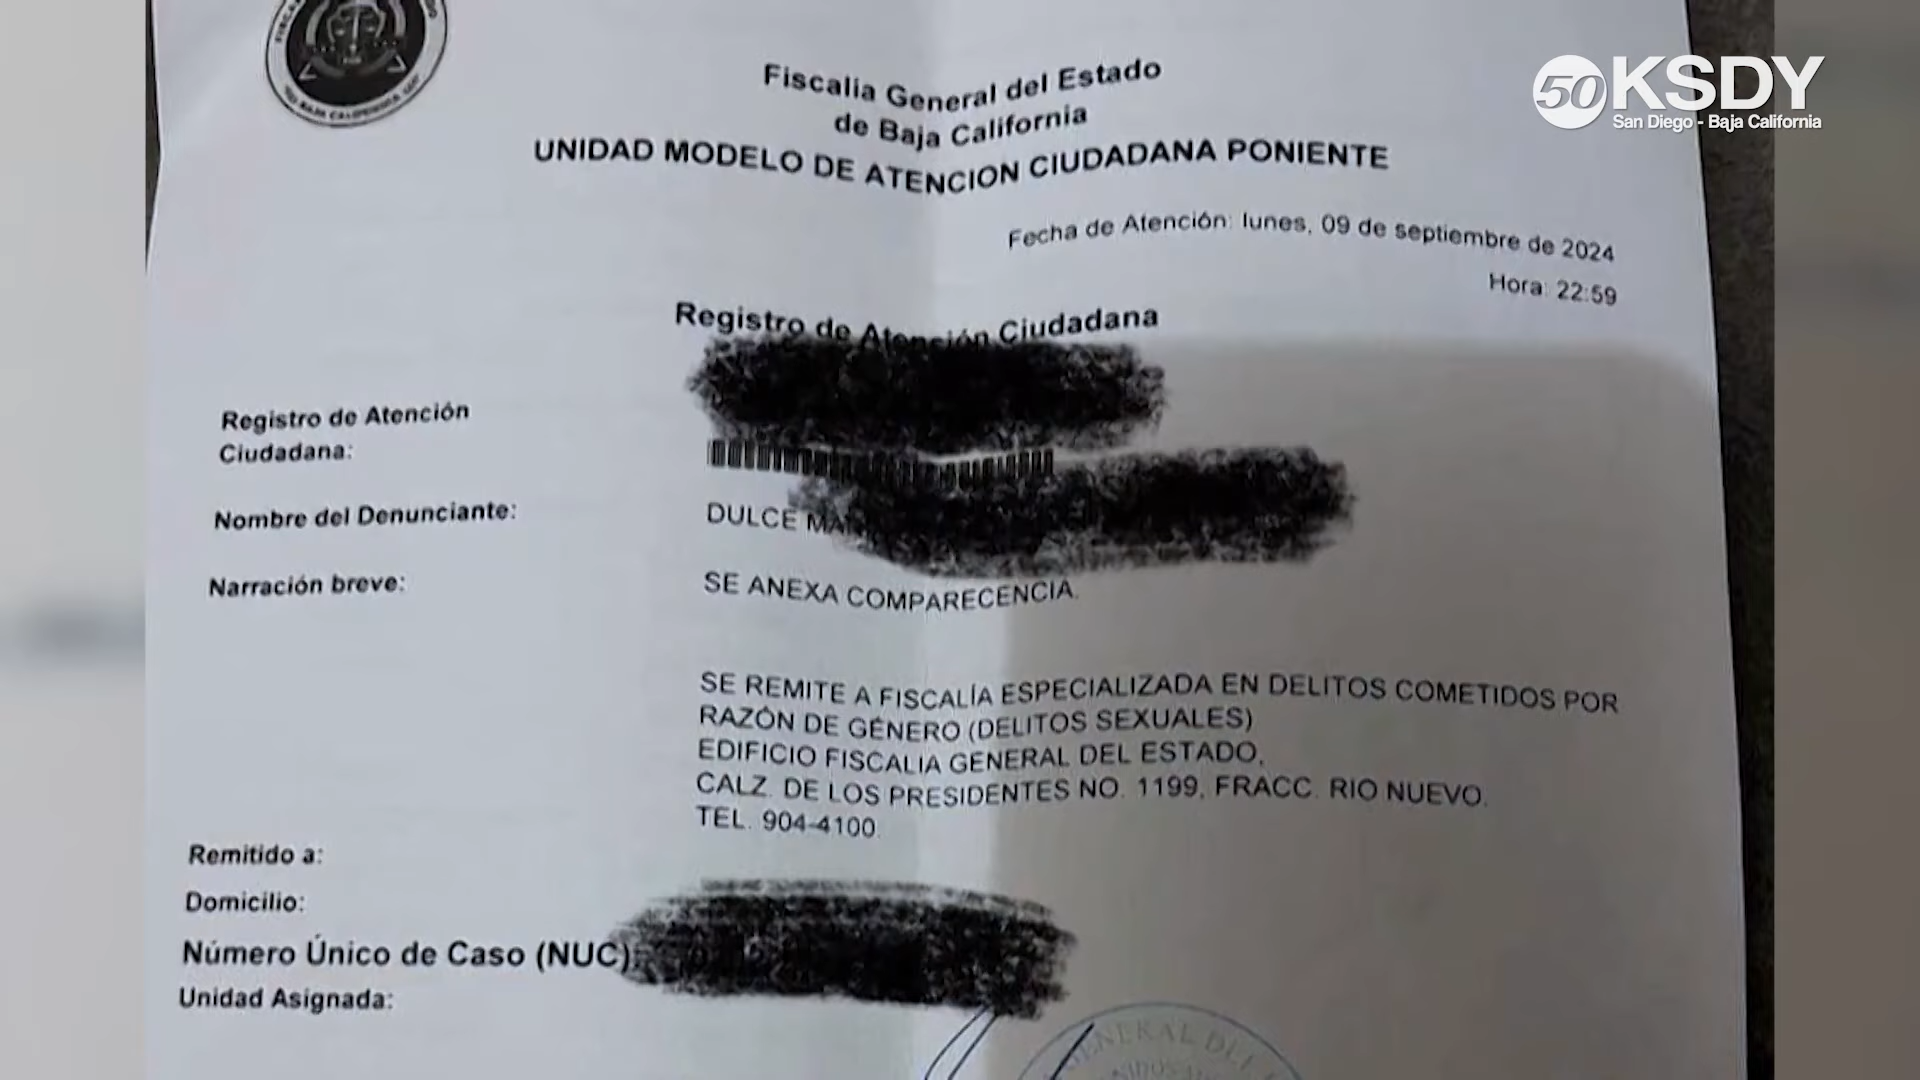 50 KSDY
San Diego - Baja California
BAJA CALIFORNIA
Fiscalia General del Estado
de Baja California
UNIDAD MODELO DE ATENCION CIUDADANA PONIENTE
Fecha de Atención: lunes, 09 de septiembre de 2024
Hora: 22:59
Registro de Atención Ciudadana
Registro de Atención
Ciudadana:
Nombre del Denunciante: DULCE
Narración breve: SE ANEXA COMPARECENCIA.
SE REMITE A FISCALÍA ESPECIALIZADA EN DELITOS COMETIDOS POR
RAZÓN DE GÉNERO (DELITOS SEXUALES)
EDIFICIO FISCALIA GENERAL DEL ESTADO,
CALZ. DE LOS PRESIDENTES NO. 1199, FRACC. RIO NUEVO.
TEL. 904-4100.
Remitido a:
Domicilio:
Número Único de Caso (NUC):
Unidad Asignada:
GENERAL DEL